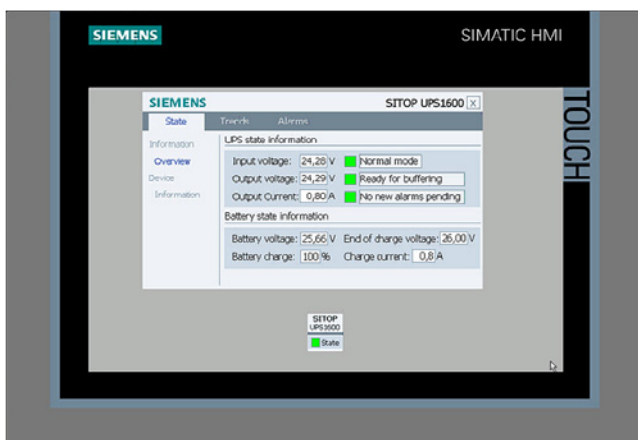 SIEMENS
SIMATIC HMI
TOUCH
SIEMENS
SITOP UPS1600 X
State Trends Alarms
Information
Overview
Device
Information
UPS state information
Input voltage: 24,28 V Normal mode
Output voltage: 24,29 V Ready for buffering
Output Current: 0,80 A No new alarms pending
Battery state information
Battery voltage: 25,66 V End of charge voltage: 26,00 V
Battery charge: 100 % Charge current: 0,8 A
SITOP
UPS1600
State